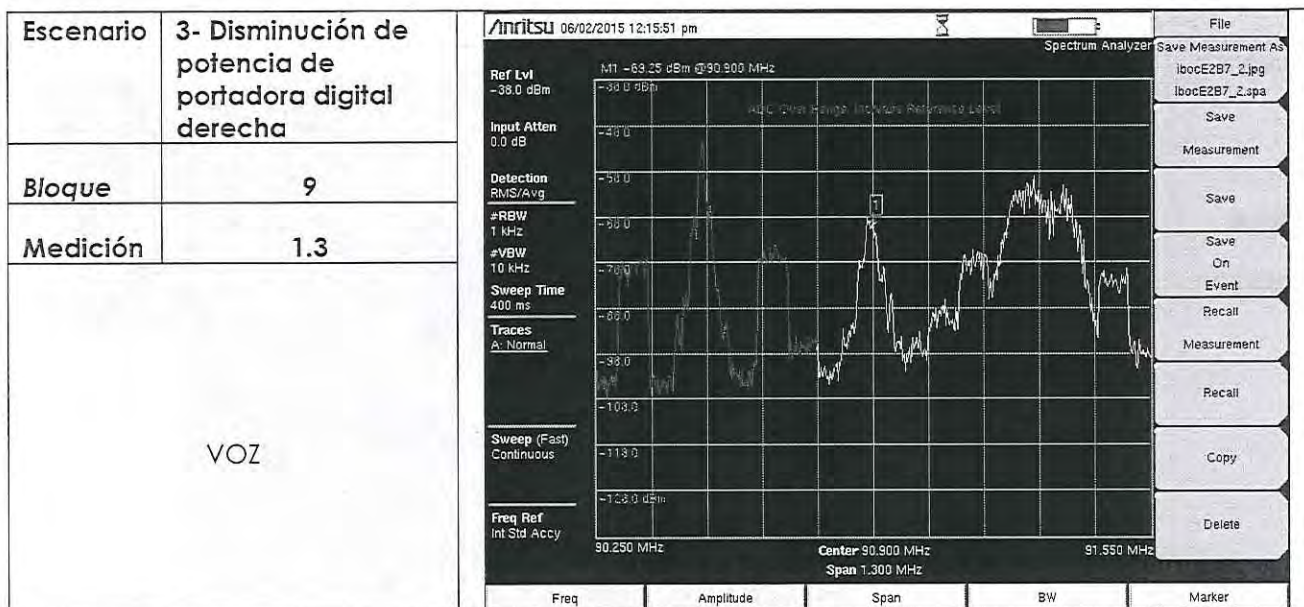 Escenario
3- Disminución de
potencia de
portadora digital
derecha
Bloque
9
Medición
1.3
VOZ
Anritsu 06/02/2015 12:15:51 pm
Spectrum Analyzer
Ref Lvl
-38.0 dBm
Input Atten
0.0 dB
Detection
RMS/Avg
#RBW
1 kHz
#VBW
10 kHz
Sweep Time
400 ms
Traces
A: Normal
Sweep (Fast)
Continuous
Freq Ref
Int Std Accy
M1 -63.25 dBm @90.900 MHz
-38.0 dBm
ADC Over Range, Increase Reference Level
-48.0
-58.0
1
-68.0
-78.0
-88.0
-98.0
-108.0
-118.0
-128.0 dBm
90.250 MHz
Center 90.900 MHz
91.550 MHz
Span 1.300 MHz
File
Save Measurement As
ibocE2B7_2.jpg
ibocE2B7_2.spa
Save
Measurement
Save
Save
On
Event
Recall
Measurement
Recall
Copy
Delete
Freq
Amplitude
Span
BW
Marker